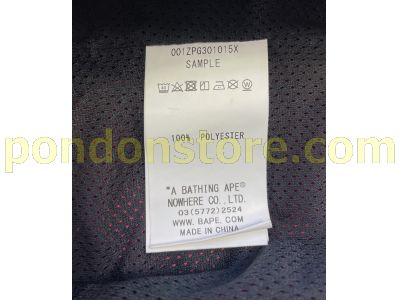 001ZPG301015X
SAMPLE
100% POLYESTER
pondonstore.com
"A BATHING APE®
NOWHERE CO.,LTD.
03(5772)2524
WWW.BAPE.COM
MADE IN CHINA